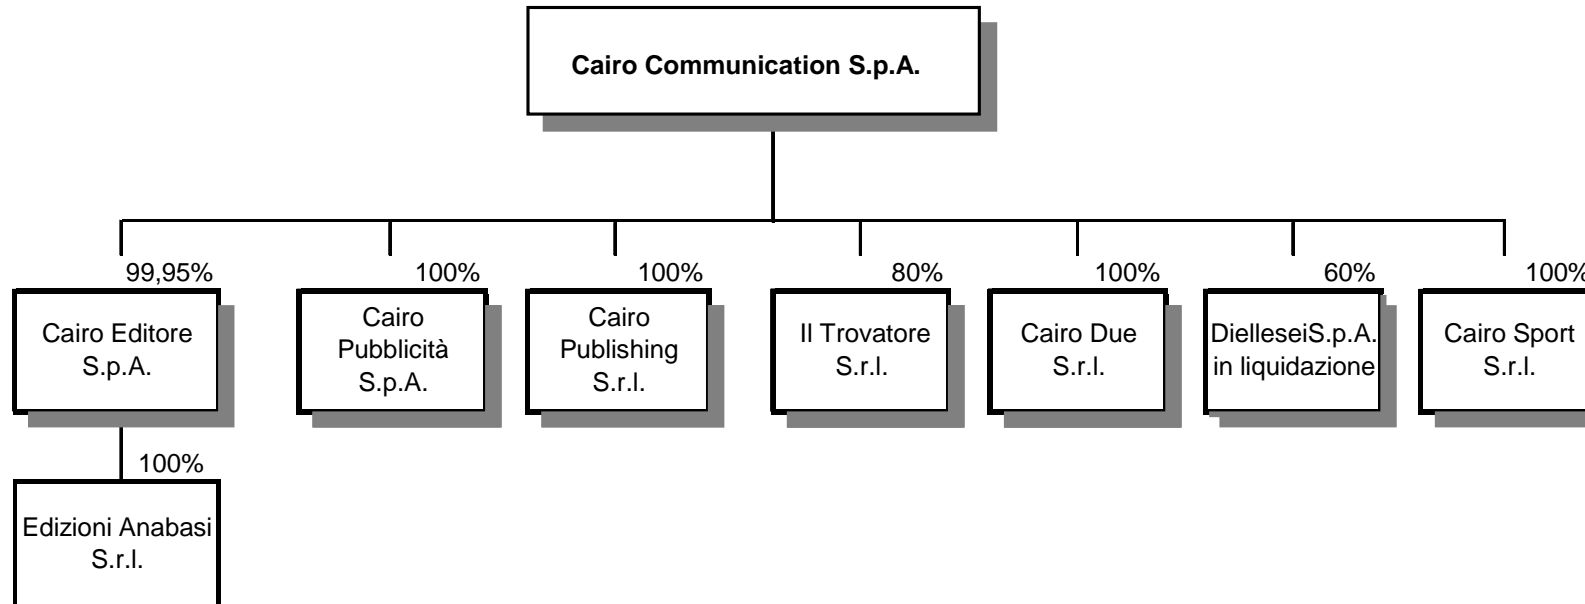 Cairo Communication S.p.A.
99,95%
100%
100%
80%
100%
60%
100%
Cairo Editore
S.p.A.
Cairo
Pubblicità
S.p.A.
Cairo
Publishing
S.r.l.
Il Trovatore
S.r.l.
Cairo Due
S.r.l.
DielleseiS.p.A.
in liquidazione
Cairo Sport
S.r.l.
100%
Edizioni Anabasi
S.r.l.